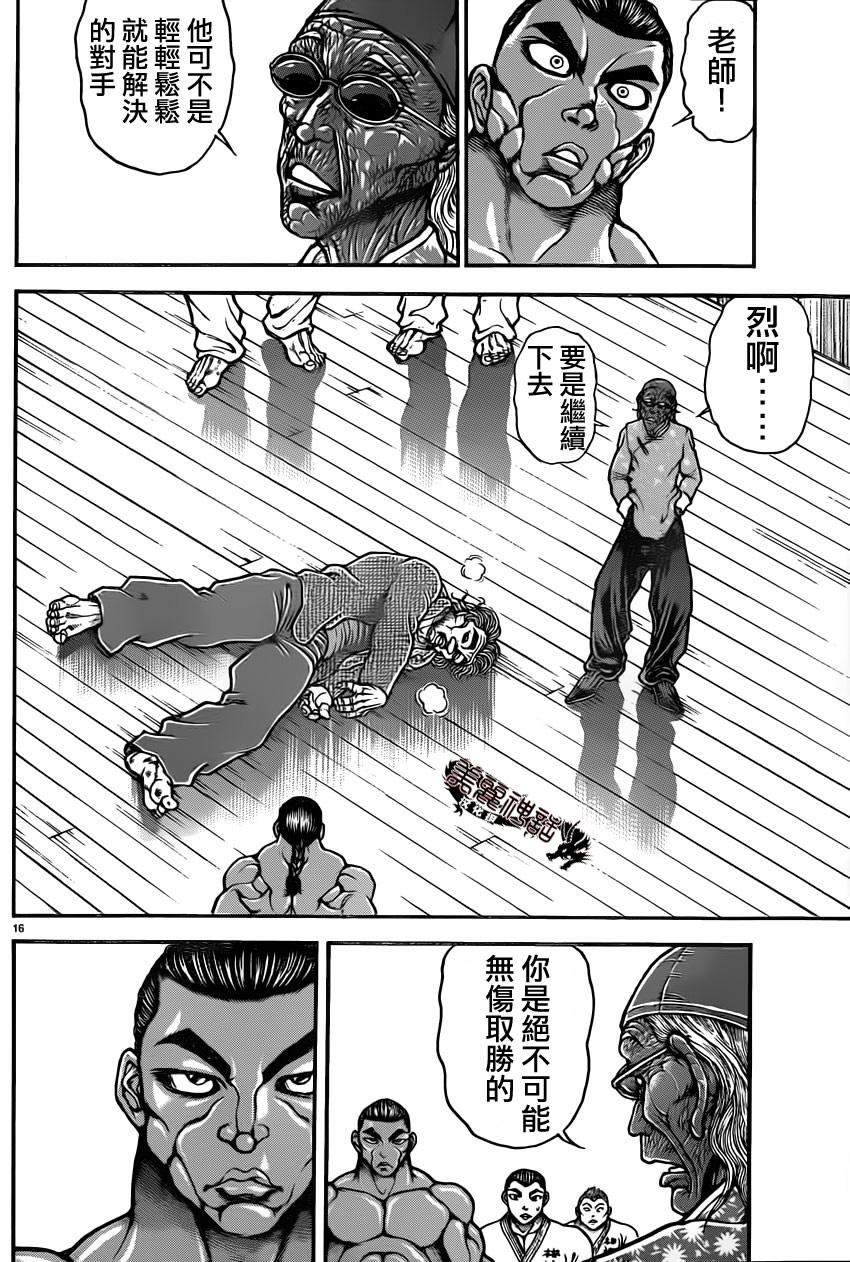 老師！
他可不是
輕輕鬆鬆
就能解決
的對手
烈啊……
要是繼續
下去
16
你是絕不可能
無傷取勝的